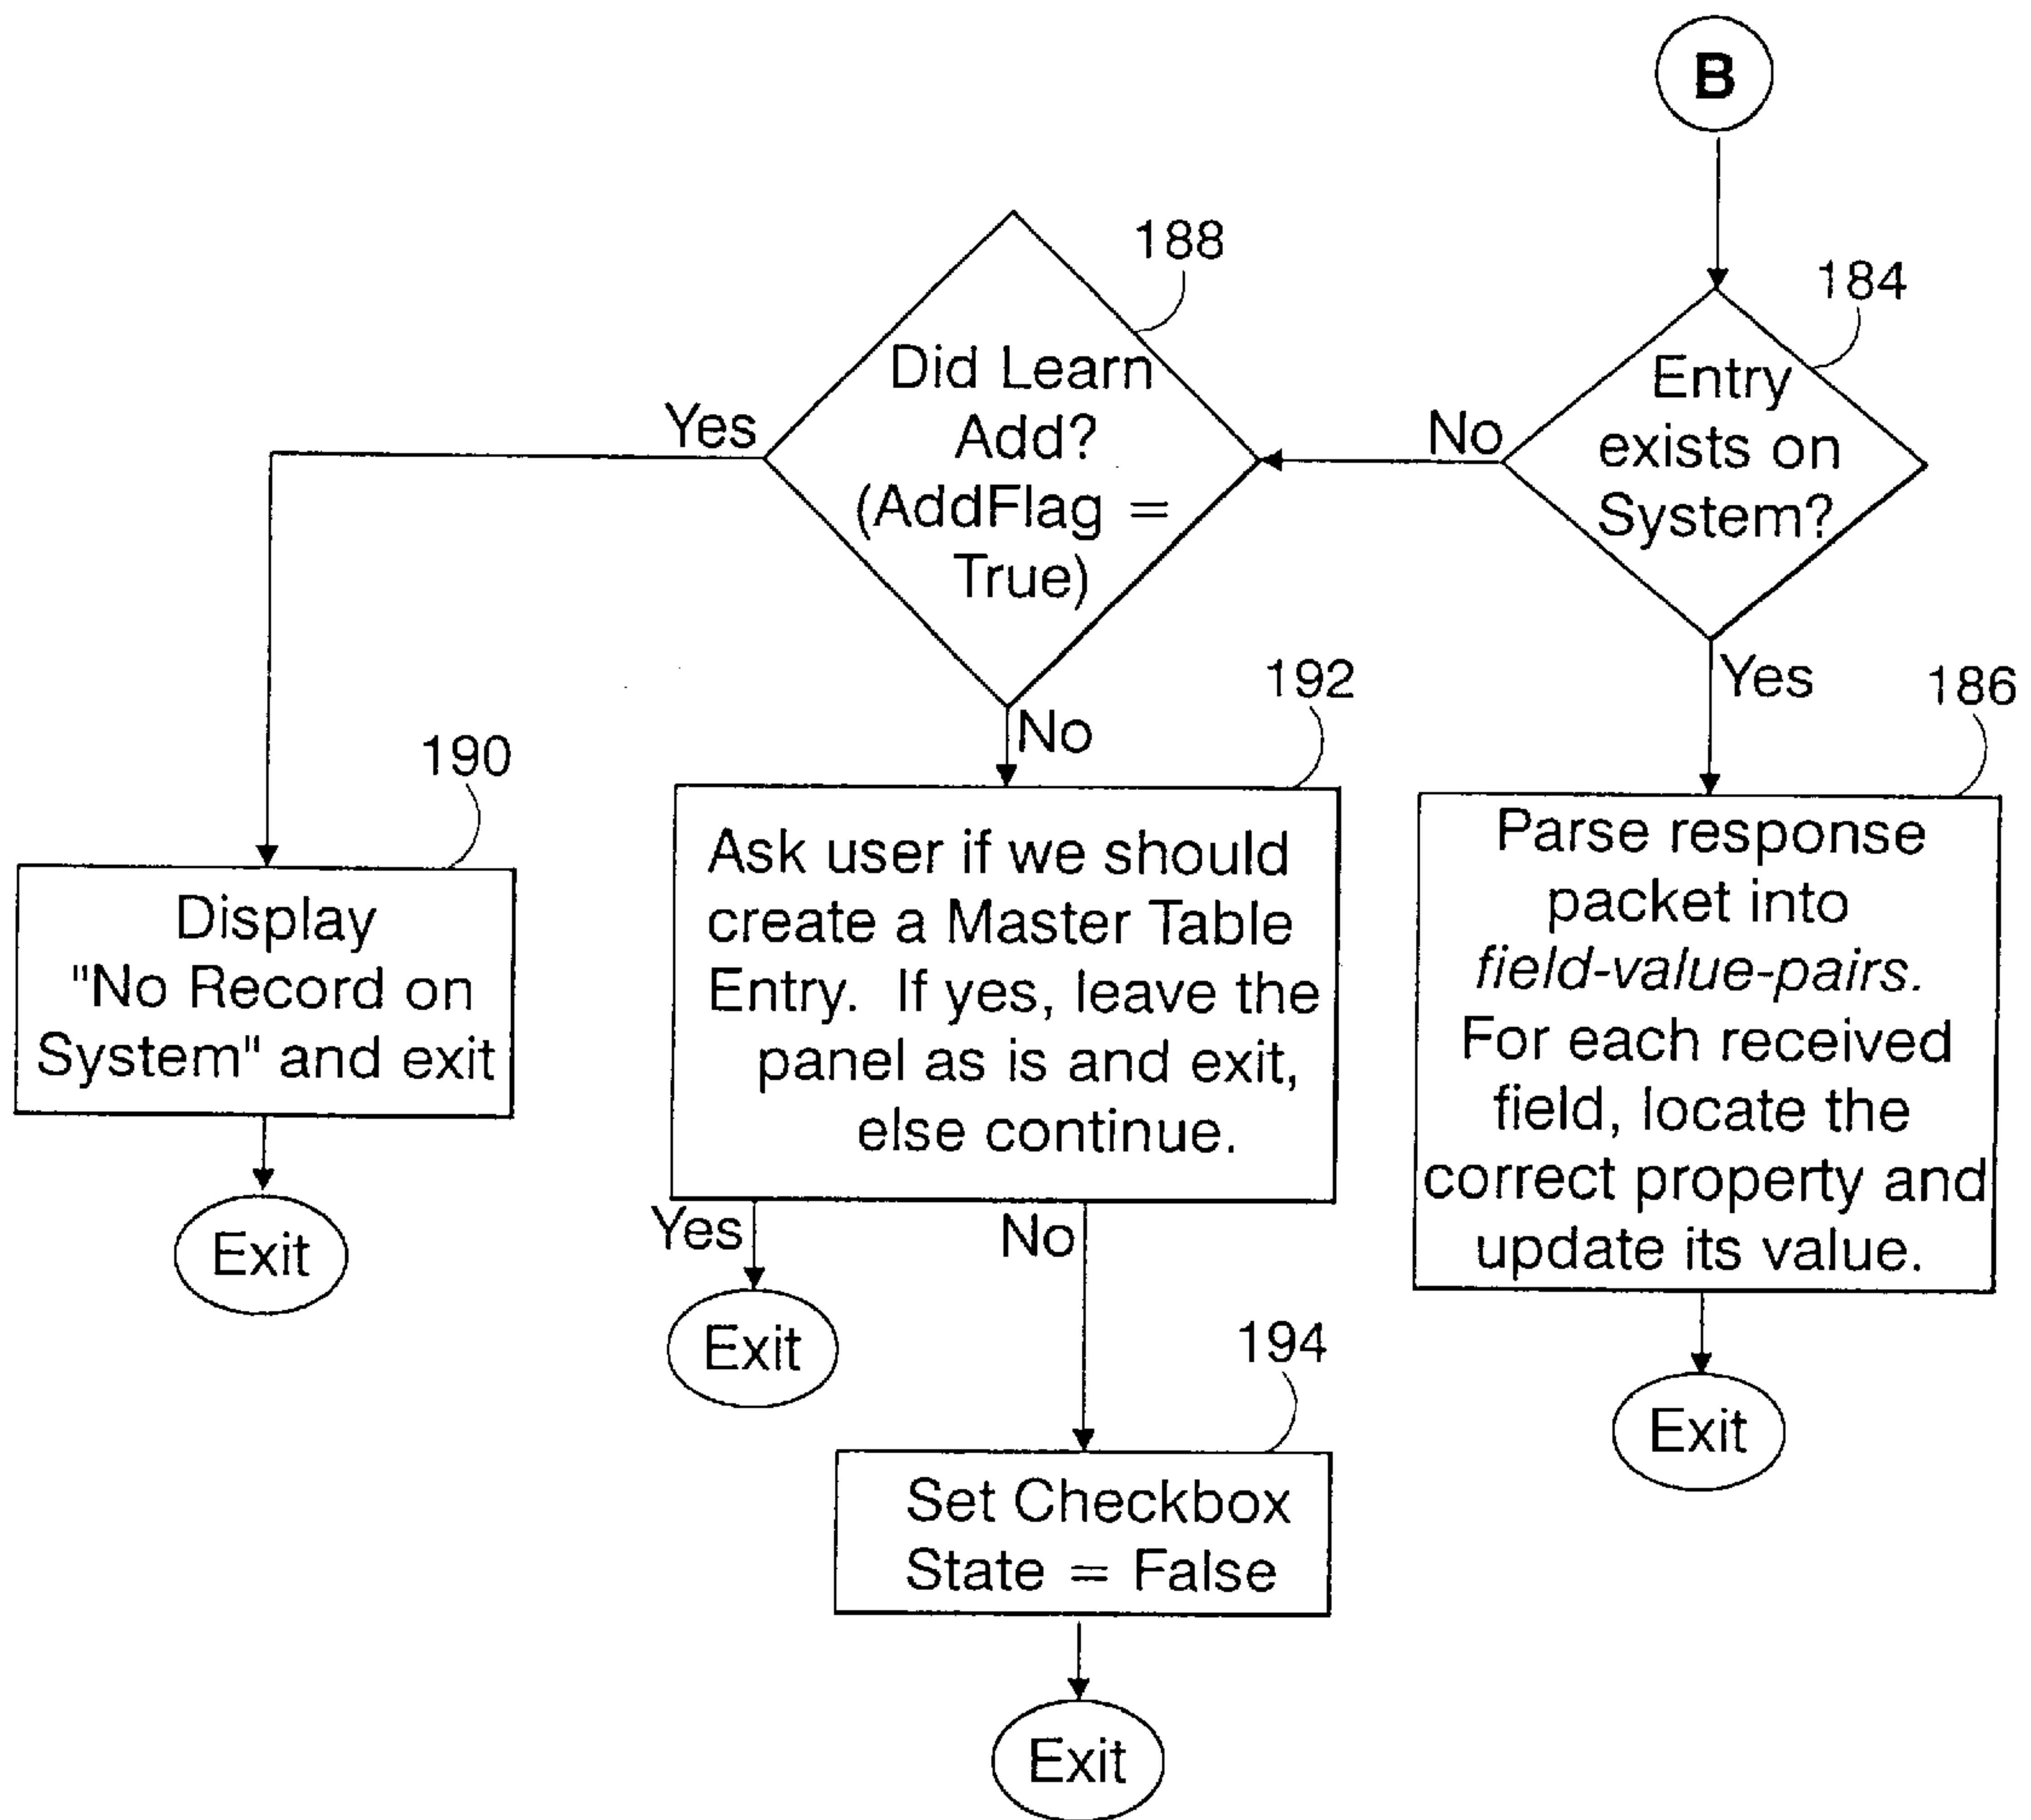 B
184
Entry
exists on
System?
No
Yes
188
Did Learn
Add?
(AddFlag =
True)
Yes
No
186
Parse response
packet into
field-value-pairs.
For each received
field, locate the
correct property and
update its value.
Exit
190
Display
"No Record on
System" and exit
Exit
192
Ask user if we should
create a Master Table
Entry.  If yes, leave the
panel as is and exit,
else continue.
Yes
No
Exit
194
Set Checkbox
State = False
Exit